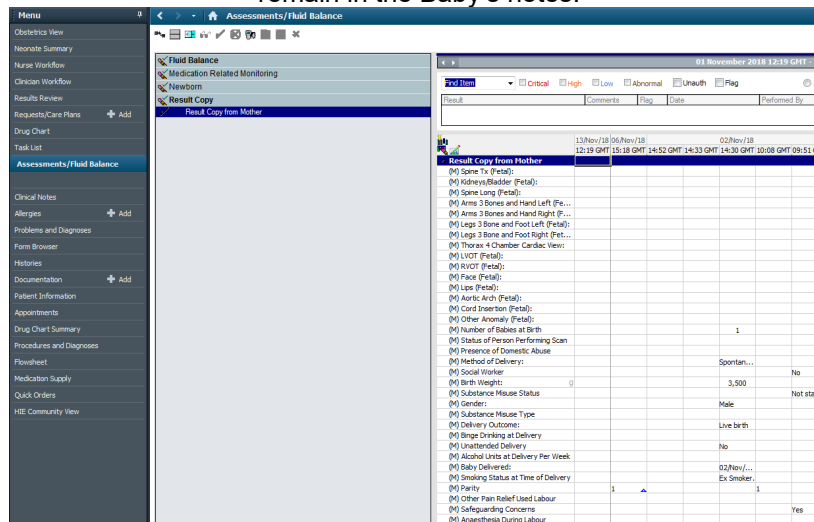 remain in the Baby's notes.
Menu
Assessments/Fluid Balance
Obstetrics View
Neonate Summary
Nurse Workflow
Clinician Workflow
Results Review
Requests/Care Plans Add
Drug Chart
Task List
Assessments/Fluid Balance
Clinical Notes
Allergies Add
Problems and Diagnoses
Form Browser
Histories
Documentation Add
Patient Information
Appointments
Drug Chart Summary
Procedures and Diagnoses
Flowsheet
Medication Supply
Quick Orders
HIE Community View
Fluid Balance
Medication Related Monitoring
Newborn
Result Copy
Result Copy from Mother
01 November 2018 12:19 GMT -
Find Item Critical High Low Abnormal Unauth Flag
Result Comments Flag Date Performed By
13/Nov/18 06/Nov/18 02/Nov/18
12:19 GMT 15:18 GMT 14:52 GMT 14:33 GMT 14:30 GMT 10:08 GMT 09:51
Result Copy from Mother
(M) Spine Tx (Fetal):
(M) Kidneys/Bladder (Fetal):
(M) Spine Long (Fetal):
(M) Arms 3 Bones and Hand Left (Fe...
(M) Arms 3 Bones and Hand Right (F...
(M) Legs 3 Bone and Foot Left (Fetal):
(M) Legs 3 Bone and Foot Right (Fet...
(M) Thorax 4 Chamber Cardiac View:
(M) LVOT (Fetal):
(M) RVOT (Fetal):
(M) Face (Fetal):
(M) Lips (Fetal):
(M) Aortic Arch (Fetal):
(M) Cord Insertion (Fetal):
(M) Other Anomaly (Fetal):
(M) Number of Babies at Birth 1
(M) Status of Person Performing Scan
(M) Presence of Domestic Abuse
(M) Method of Delivery: Spontan...
(M) Social Worker No
(M) Birth Weight: g 3,500
(M) Substance Misuse Status Not sta
(M) Gender: Male
(M) Substance Misuse Type
(M) Delivery Outcome: Live birth
(M) Binge Drinking at Delivery
(M) Unattended Delivery No
(M) Alcohol Units at Delivery Per Week
(M) Baby Delivered: 02/Nov/...
(M) Smoking Status at Time of Delivery Ex Smoker.
(M) Parity 1 1
(M) Other Pain Relief Used Labour
(M) Safeguarding Concerns Yes
(M) Anaesthesia During Labour